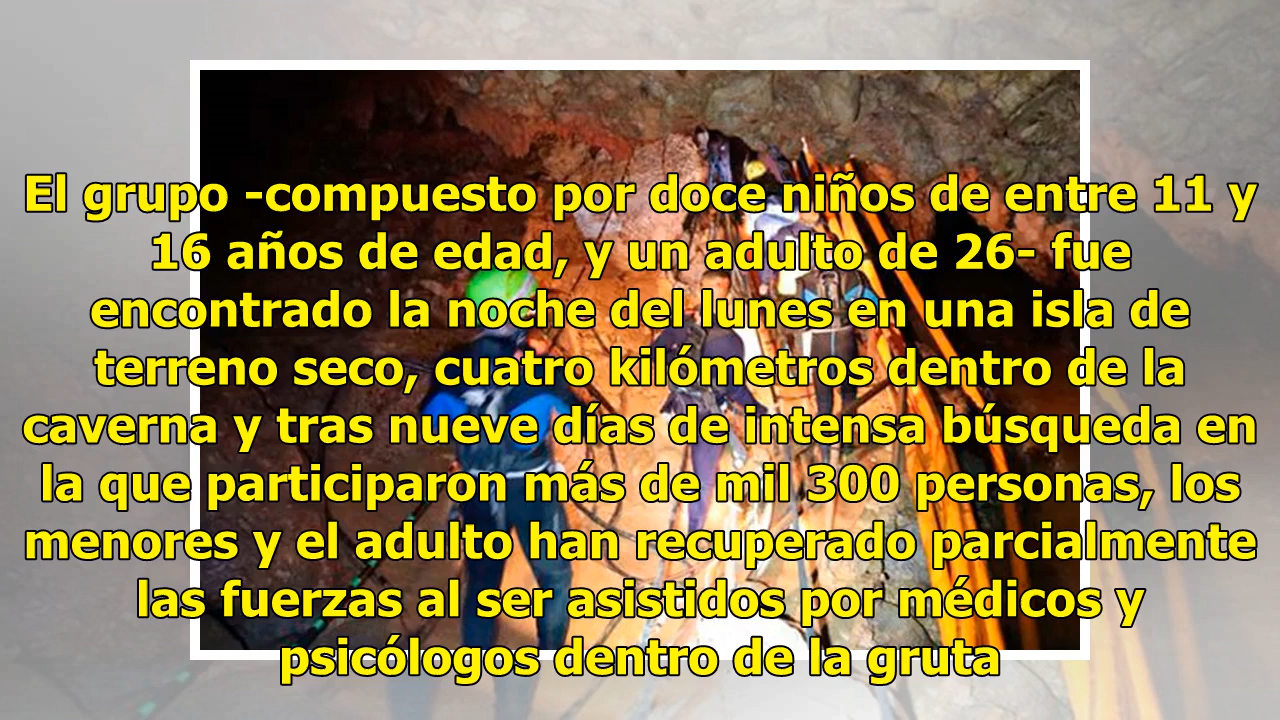 El grupo -compuesto por doce niños de entre 11 y
16 años de edad, y un adulto de 26- fue
encontrado la noche del lunes en una isla de
terreno seco, cuatro kilómetros dentro de la
caverna y tras nueve días de intensa búsqueda en
la que participaron más de mil 300 personas, los
menores y el adulto han recuperado parcialmente
las fuerzas al ser asistidos por médicos y
psicólogos dentro de la gruta